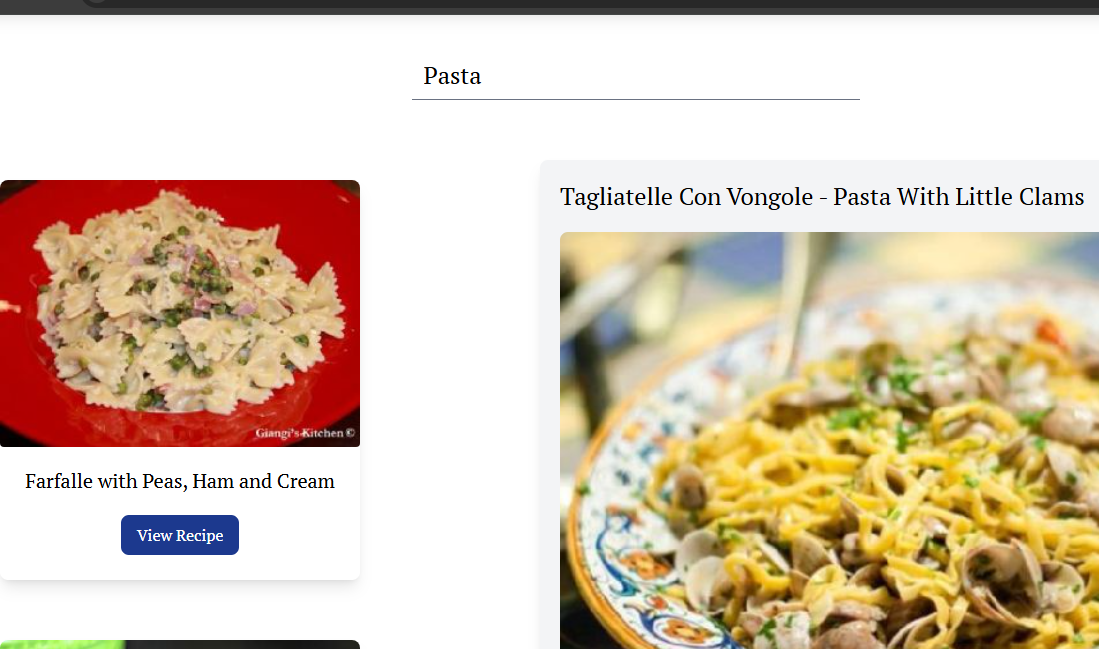 Pasta
Tagliatelle Con Vongole - Pasta With Little Clams
Giangi's Kitchen ©
Farfalle with Peas, Ham and Cream
View Recipe